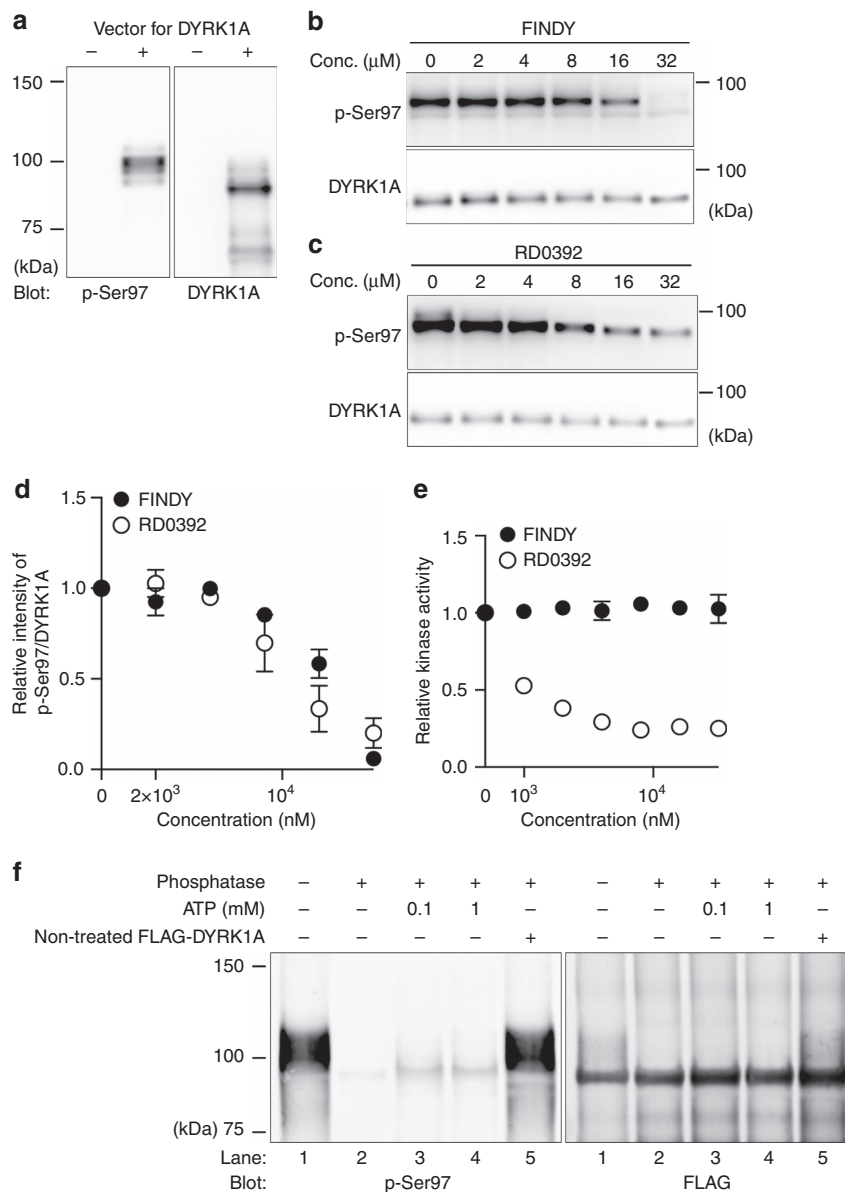 a
Vector for DYRK1A
– + – +
150
100
75
(kDa)
Blot: p-Ser97 DYRK1A
b
FINDY
Conc. (μM) 0 2 4 8 16 32
p-Ser97
100
DYRK1A
100
(kDa)
c
RD0392
Conc. (μM) 0 2 4 8 16 32
p-Ser97
100
DYRK1A
100
(kDa)
d
FINDY
RD0392
Relative intensity of
p-Ser97/DYRK1A
1.5
1.0
0.5
0.0
0 2×10³ 10⁴
Concentration (nM)
e
FINDY
RD0392
Relative kinase activity
1.5
1.0
0.5
0.0
0 10³ 10⁴
Concentration (nM)
f
Phosphatase – + + + + – + + + +
ATP (mM) – – 0.1 1 – – – 0.1 1 –
Non-treated FLAG-DYRK1A – – – – + – – – – +
150
100
(kDa) 75
Lane: 1 2 3 4 5 1 2 3 4 5
Blot: p-Ser97 FLAG